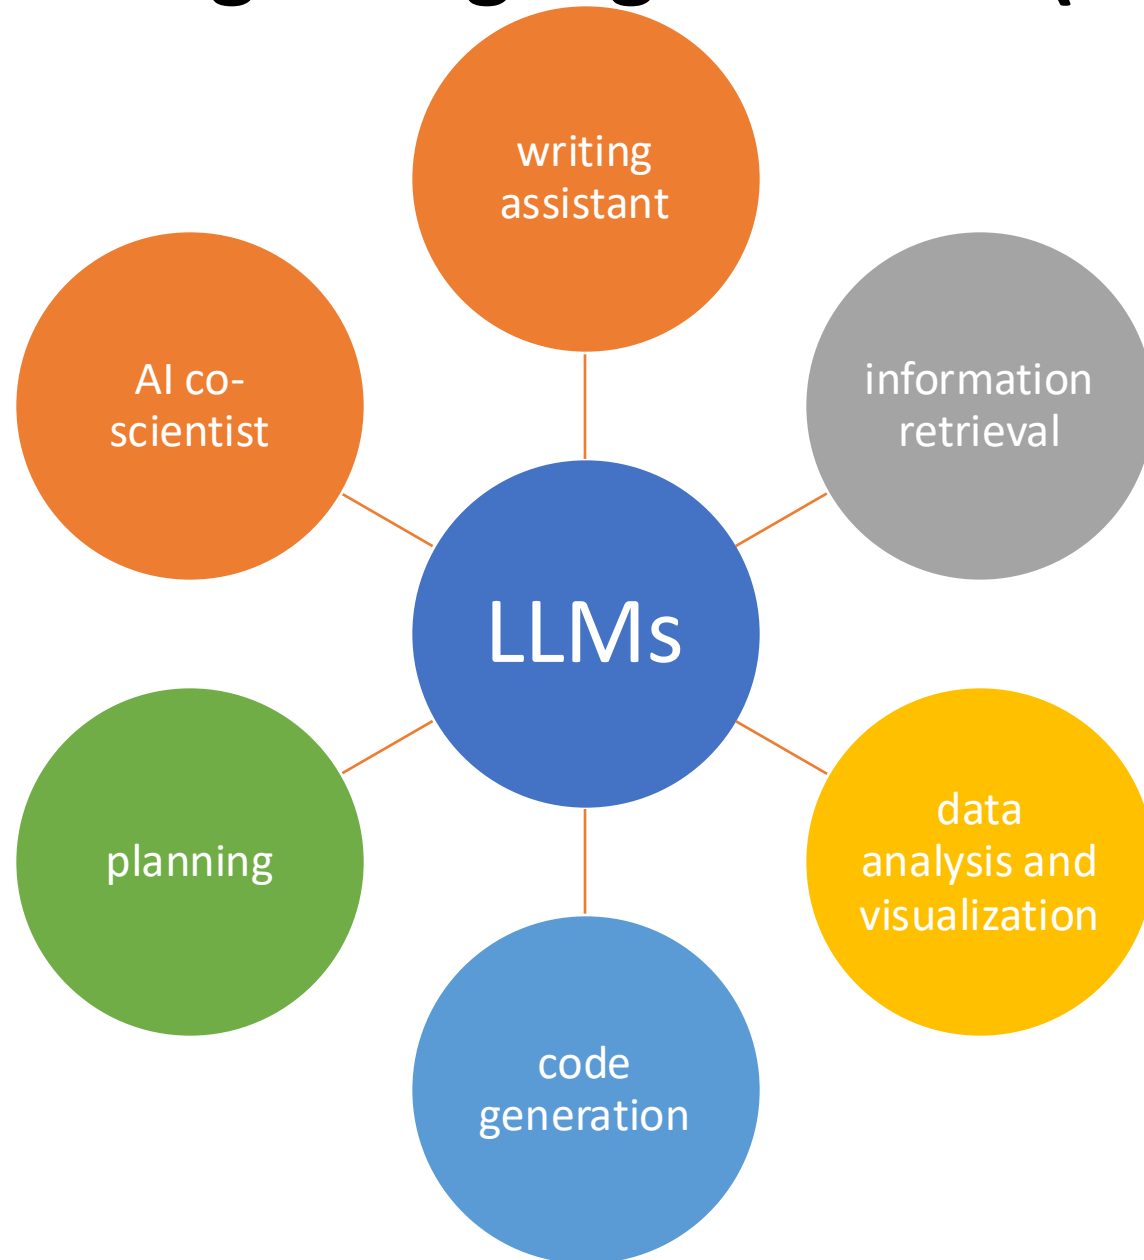 writing
assistant
information
retrieval
data
analysis and
visualization
code
generation
planning
AI co-
scientist
LLMs